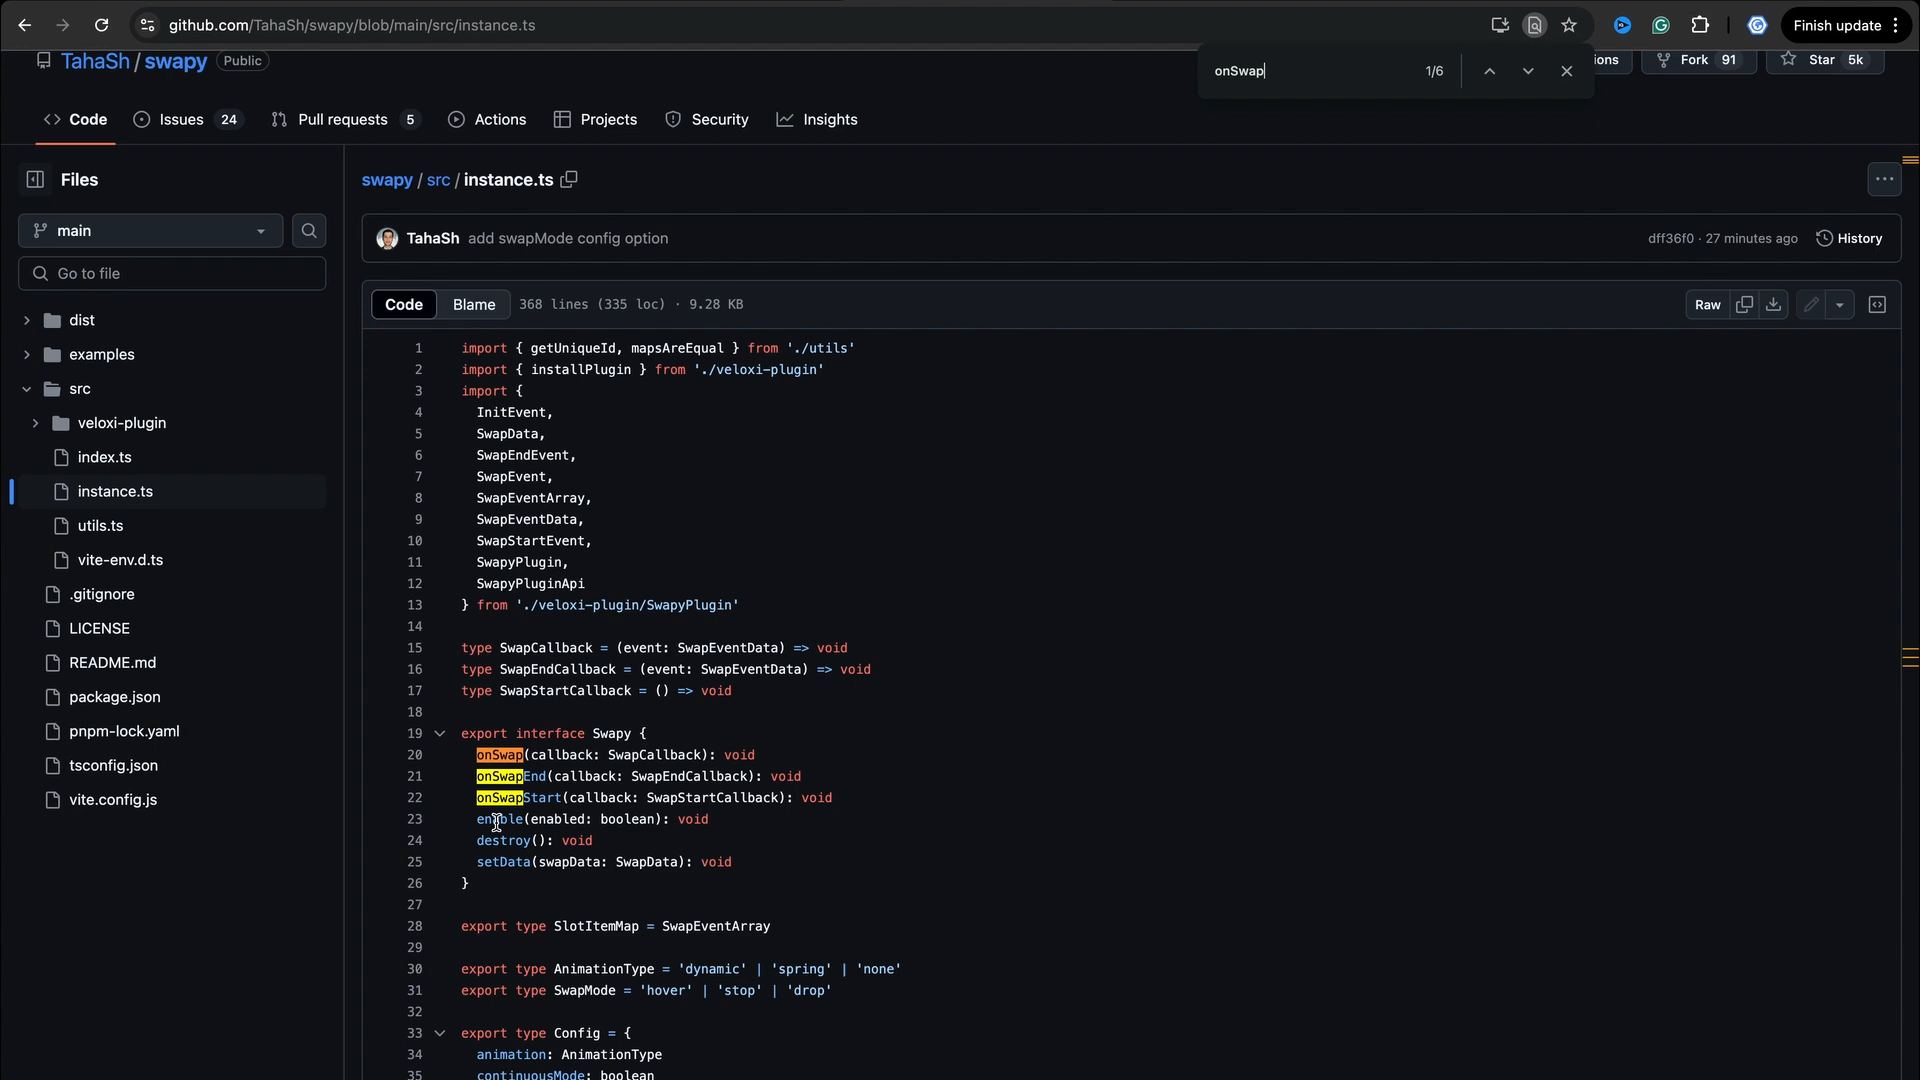 github.com/TahaSh/swapy/blob/main/src/instance.ts
Finish update
TahaSh / swapy
Public
onSwap
1/6
ions
Fork 91
Star 5k
Code
Issues 24
Pull requests 5
Actions
Projects
Security
Insights
Files
main
Go to file
dist
examples
src
veloxi-plugin
index.ts
instance.ts
utils.ts
vite-env.d.ts
.gitignore
LICENSE
README.md
package.json
pnpm-lock.yaml
tsconfig.json
vite.config.js
swapy / src / instance.ts
TahaSh add swapMode config option
dff36f0 · 27 minutes ago
History
Code
Blame
368 lines (335 loc) · 9.28 KB
Raw
1 import { getUniqueId, mapsAreEqual } from './utils'
2 import { installPlugin } from './veloxi-plugin'
3 import {
4 InitEvent,
5 SwapData,
6 SwapEndEvent,
7 SwapEvent,
8 SwapEventArray,
9 SwapEventData,
10 SwapStartEvent,
11 SwapyPlugin,
12 SwapyPluginApi
13 } from './veloxi-plugin/SwapyPlugin'
14
15 type SwapCallback = (event: SwapEventData) => void
16 type SwapEndCallback = (event: SwapEventData) => void
17 type SwapStartCallback = () => void
18
19 export interface Swapy {
20 onSwap(callback: SwapCallback): void
21 onSwapEnd(callback: SwapEndCallback): void
22 onSwapStart(callback: SwapStartCallback): void
23 enable(enabled: boolean): void
24 destroy(): void
25 setData(swapData: SwapData): void
26 }
27
28 export type SlotItemMap = SwapEventArray
29
30 export type AnimationType = 'dynamic' | 'spring' | 'none'
31 export type SwapMode = 'hover' | 'stop' | 'drop'
32
33 export type Config = {
34 animation: AnimationType
35 continuousMode: boolean